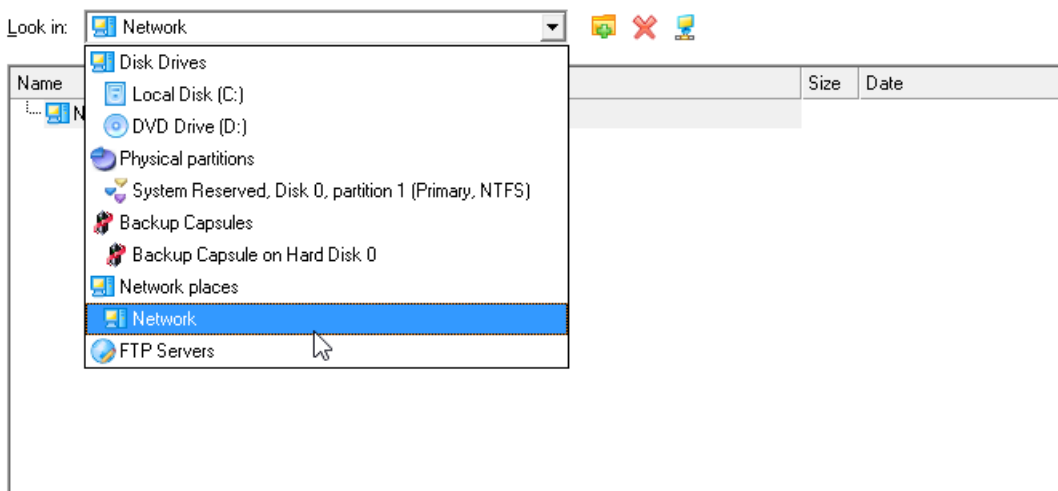 Look in: Network
Name Size Date
N
Disk Drives
Local Disk (C:)
DVD Drive (D:)
Physical partitions
System Reserved, Disk 0, partition 1 (Primary, NTFS)
Backup Capsules
Backup Capsule on Hard Disk 0
Network places
Network
FTP Servers